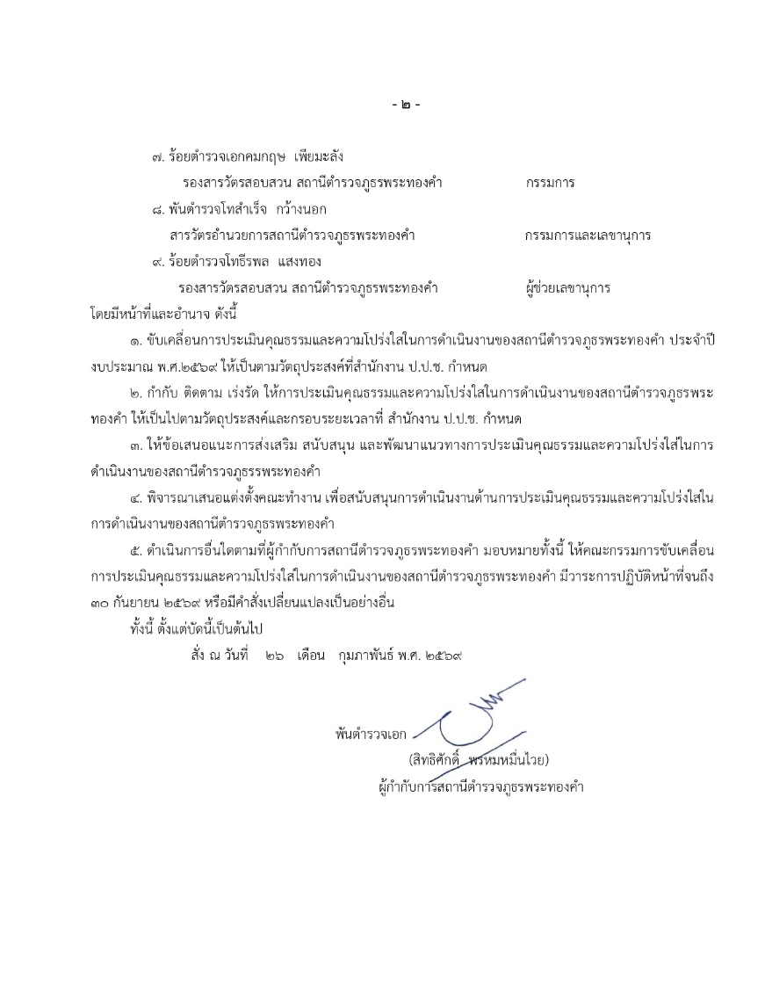 - ๒ -
๗. ร้อยตำรวจเอกคมกฤษ เพียมะลัง
รองสารวัตรสอบสวน สถานีตำรวจภูธรพระทองคำ กรรมการ
๘. พันตำรวจโทสำเร็จ กว้างนอก
สารวัตรอำนวยการสถานีตำรวจภูธรพระทองคำ กรรมการและเลขานุการ
๙. ร้อยตำรวจโทธีรพล แสงทอง
รองสารวัตรสอบสวน สถานีตำรวจภูธรพระทองคำ ผู้ช่วยเลขานุการ
โดยมีหน้าที่และอำนาจ ดังนี้
๑. ขับเคลื่อนการประเมินคุณธรรมและความโปร่งใสในการดำเนินงานของสถานีตำรวจภูธรพระทองคำ ประจำปี
งบประมาณ พ.ศ.๒๕๖๙ ให้เป็นตามวัตถุประสงค์ที่สำนักงาน ป.ป.ช. กำหนด
๒. กำกับ ติดตาม เร่งรัด ให้การประเมินคุณธรรมและความโปร่งใสในการดำเนินงานของสถานีตำรวจภูธรพระ
ทองคำ ให้เป็นไปตามวัตถุประสงค์และกรอบระยะเวลาที่ สำนักงาน ป.ป.ช. กำหนด
๓. ให้ข้อเสนอแนะการส่งเสริม สนับสนุน และพัฒนาแนวทางการประเมินคุณธรรมและความโปร่งใส่ในการ
ดำเนินงานของสถานีตำรวจภูธรรพระทองคำ
๔. พิจารณาเสนอแต่งตั้งคณะทำงาน เพื่อสนับสนุนการดำเนินงานด้านการประเมินคุณธรรมและความโปร่งใสใน
การดำเนินงานของสถานีตำรวจภูธรพระทองคำ
๕. ดำเนินการอื่นใดตามที่ผู้กำกับการสถานีตำรวจภูธรพระทองคำ มอบหมายทั้งนี้ ให้คณะกรรมการขับเคลื่อน
การประเมินคุณธรรมและความโปร่งใส่ในการดำเนินงานของสถานีตำรวจภูธรพระทองคำ มีวาระการปฏิบัติหน้าที่จนถึง
๓๐ กันยายน ๒๕๖๙ หรือมีคำสั่งเปลี่ยนแปลงเป็นอย่างอื่น
ทั้งนี้ ตั้งแต่บัดนี้เป็นต้นไป
สั่ง ณ วันที่ ๒๖ เดือน กุมภาพันธ์ พ.ศ. ๒๕๖๙
พันตำรวจเอก
(สิทธิศักดิ์ พรหมหมื่นไวย)
ผู้กำกับการสถานีตำรวจภูธรพระทองคำ